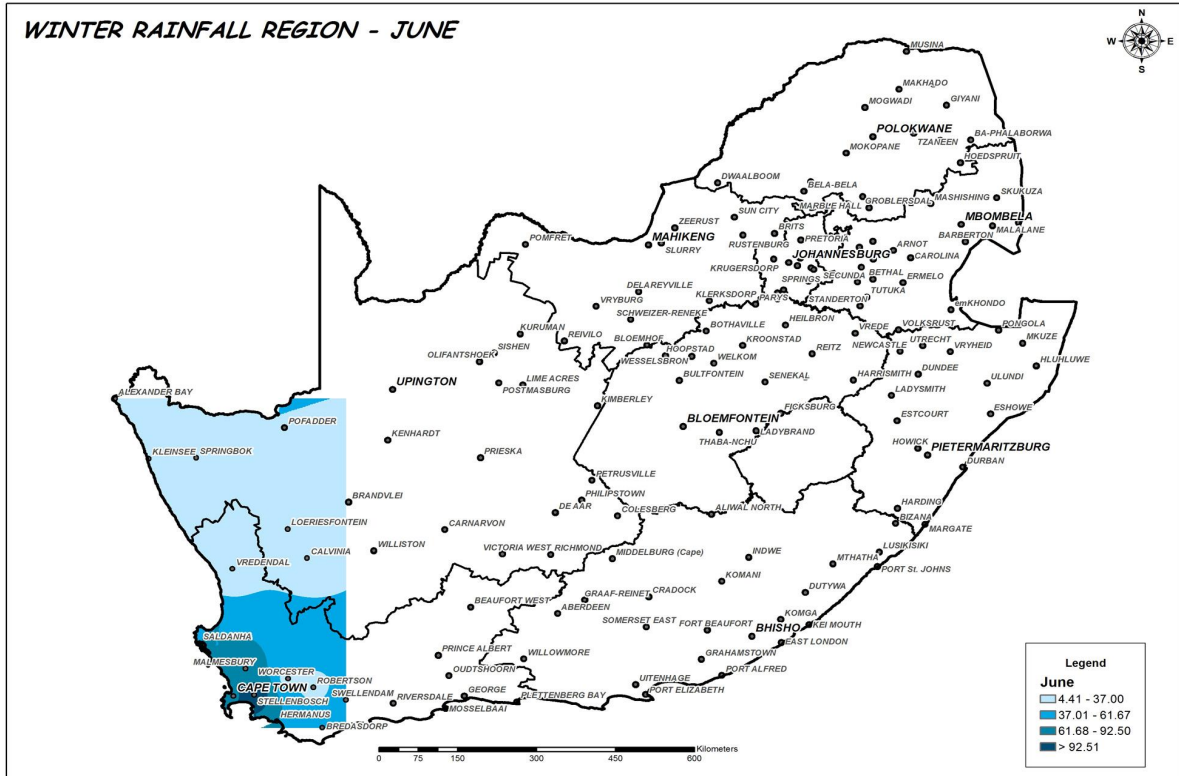 WINTER RAINFALL REGION - JUNE
N
W E
S
MUSINA
MAKHADO
MOGWADI
GIYANI
POLOKWANE
TZANEEN
BA-PHALABORWA
MOKOPANE
HOEDSPRUIT
DWAALBOOM
BELA-BELA
MARBLE HALL
GROBLERSDAL
MASHISHING
SKUKUZA
SUN CITY
ZEERUST
MBOMBELA
MALALANE
POMFRET
MAHIKENG
SLURRY
RUSTENBURG
BRITS
PRETORIA
BARBERTON
ARNOT
JOHANNESBURG
CAROLINA
KRUGERSDORP
SPRINGS
SECUNDA
BETHAL
ERMELO
TUTUKA
DELAREYVILLE
VRYBURG
KLERKSDORP
PARYS
STANDERTON
emKHONDO
SCHWEIZER-RENEKE
BOTHAVILLE
HEILBRON
VREDE
VOLKSRUST
PONGOLA
KURUMAN
REIVILO
BLOEMHOF
HOOPSTAD
KROONSTAD
UTRECHT
MKUZE
SISHEN
OLIFANTSHOEK
WESSELSBRON
WELKOM
REITZ
NEWCASTLE
VRYHEID
HLUHLUWE
UPINGTON
LIME ACRES
POSTMASBURG
BULTFONTEIN
SENEKAL
HARRISMITH
DUNDEE
ULUNDI
LADYSMITH
ALEXANDER BAY
KIMBERLEY
FICKSBURG
ESHOWE
POFADDER
BLOEMFONTEIN
LADYBRAND
ESTCOURT
KENHARDT
THABA-NCHU
HOWICK
PIETERMARITZBURG
KLEINSEE
SPRINGBOK
PRIESKA
DURBAN
PETRUSVILLE
BRANDVLEI
PHILIPSTOWN
HARDING
DE AAR
COLESBERG
ALIWAL NORTH
BIZANA
MARGATE
LOERIESFONTEIN
CARNARVON
CALVINIA
WILLISTON
VICTORIA WEST
RICHMOND
MIDDELBURG (Cape)
INDWE
LUSIKISIKI
VREDENDAL
MTHATHA
PORT St. JOHNS
KOMANI
BEAUFORT WEST
GRAAF-REINET
CRADOCK
DUTYWA
ABERDEEN
SOMERSET EAST
FORT BEAUFORT
KOMGA
BHISHO
KEI MOUTH
SALDANHA
EAST LONDON
PRINCE ALBERT
WILLOWMORE
GRAHAMSTOWN
MALMESBURY
WORCESTER
OUDTSHOORN
PORT ALFRED
ROBERTSON
UITENHAGE
CAPE TOWN
SWELLENDAM
RIVERSDALE
GEORGE
PLETTENBERG BAY
PORT ELIZABETH
STELLENBOSCH
MOSSELBAAI
HERMANUS
BREDASDORP
Kilometers
0 75 150 300 450 600
Legend
June
4.41 - 37.00
37.01 - 61.67
61.68 - 92.50
> 92.51